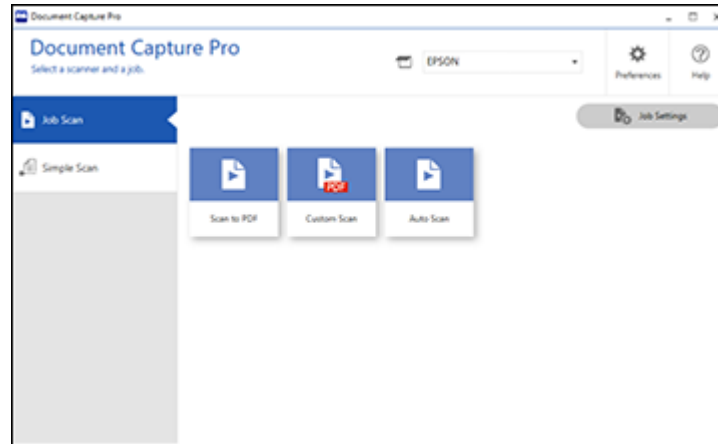 Document Capture Pro
Document Capture Pro
Select a scanner and a job.
EPSON
Preferences
Help
Job Scan
Job Settings
Simple Scan
PDF
Scan to PDF
Custom Scan
Auto Scan